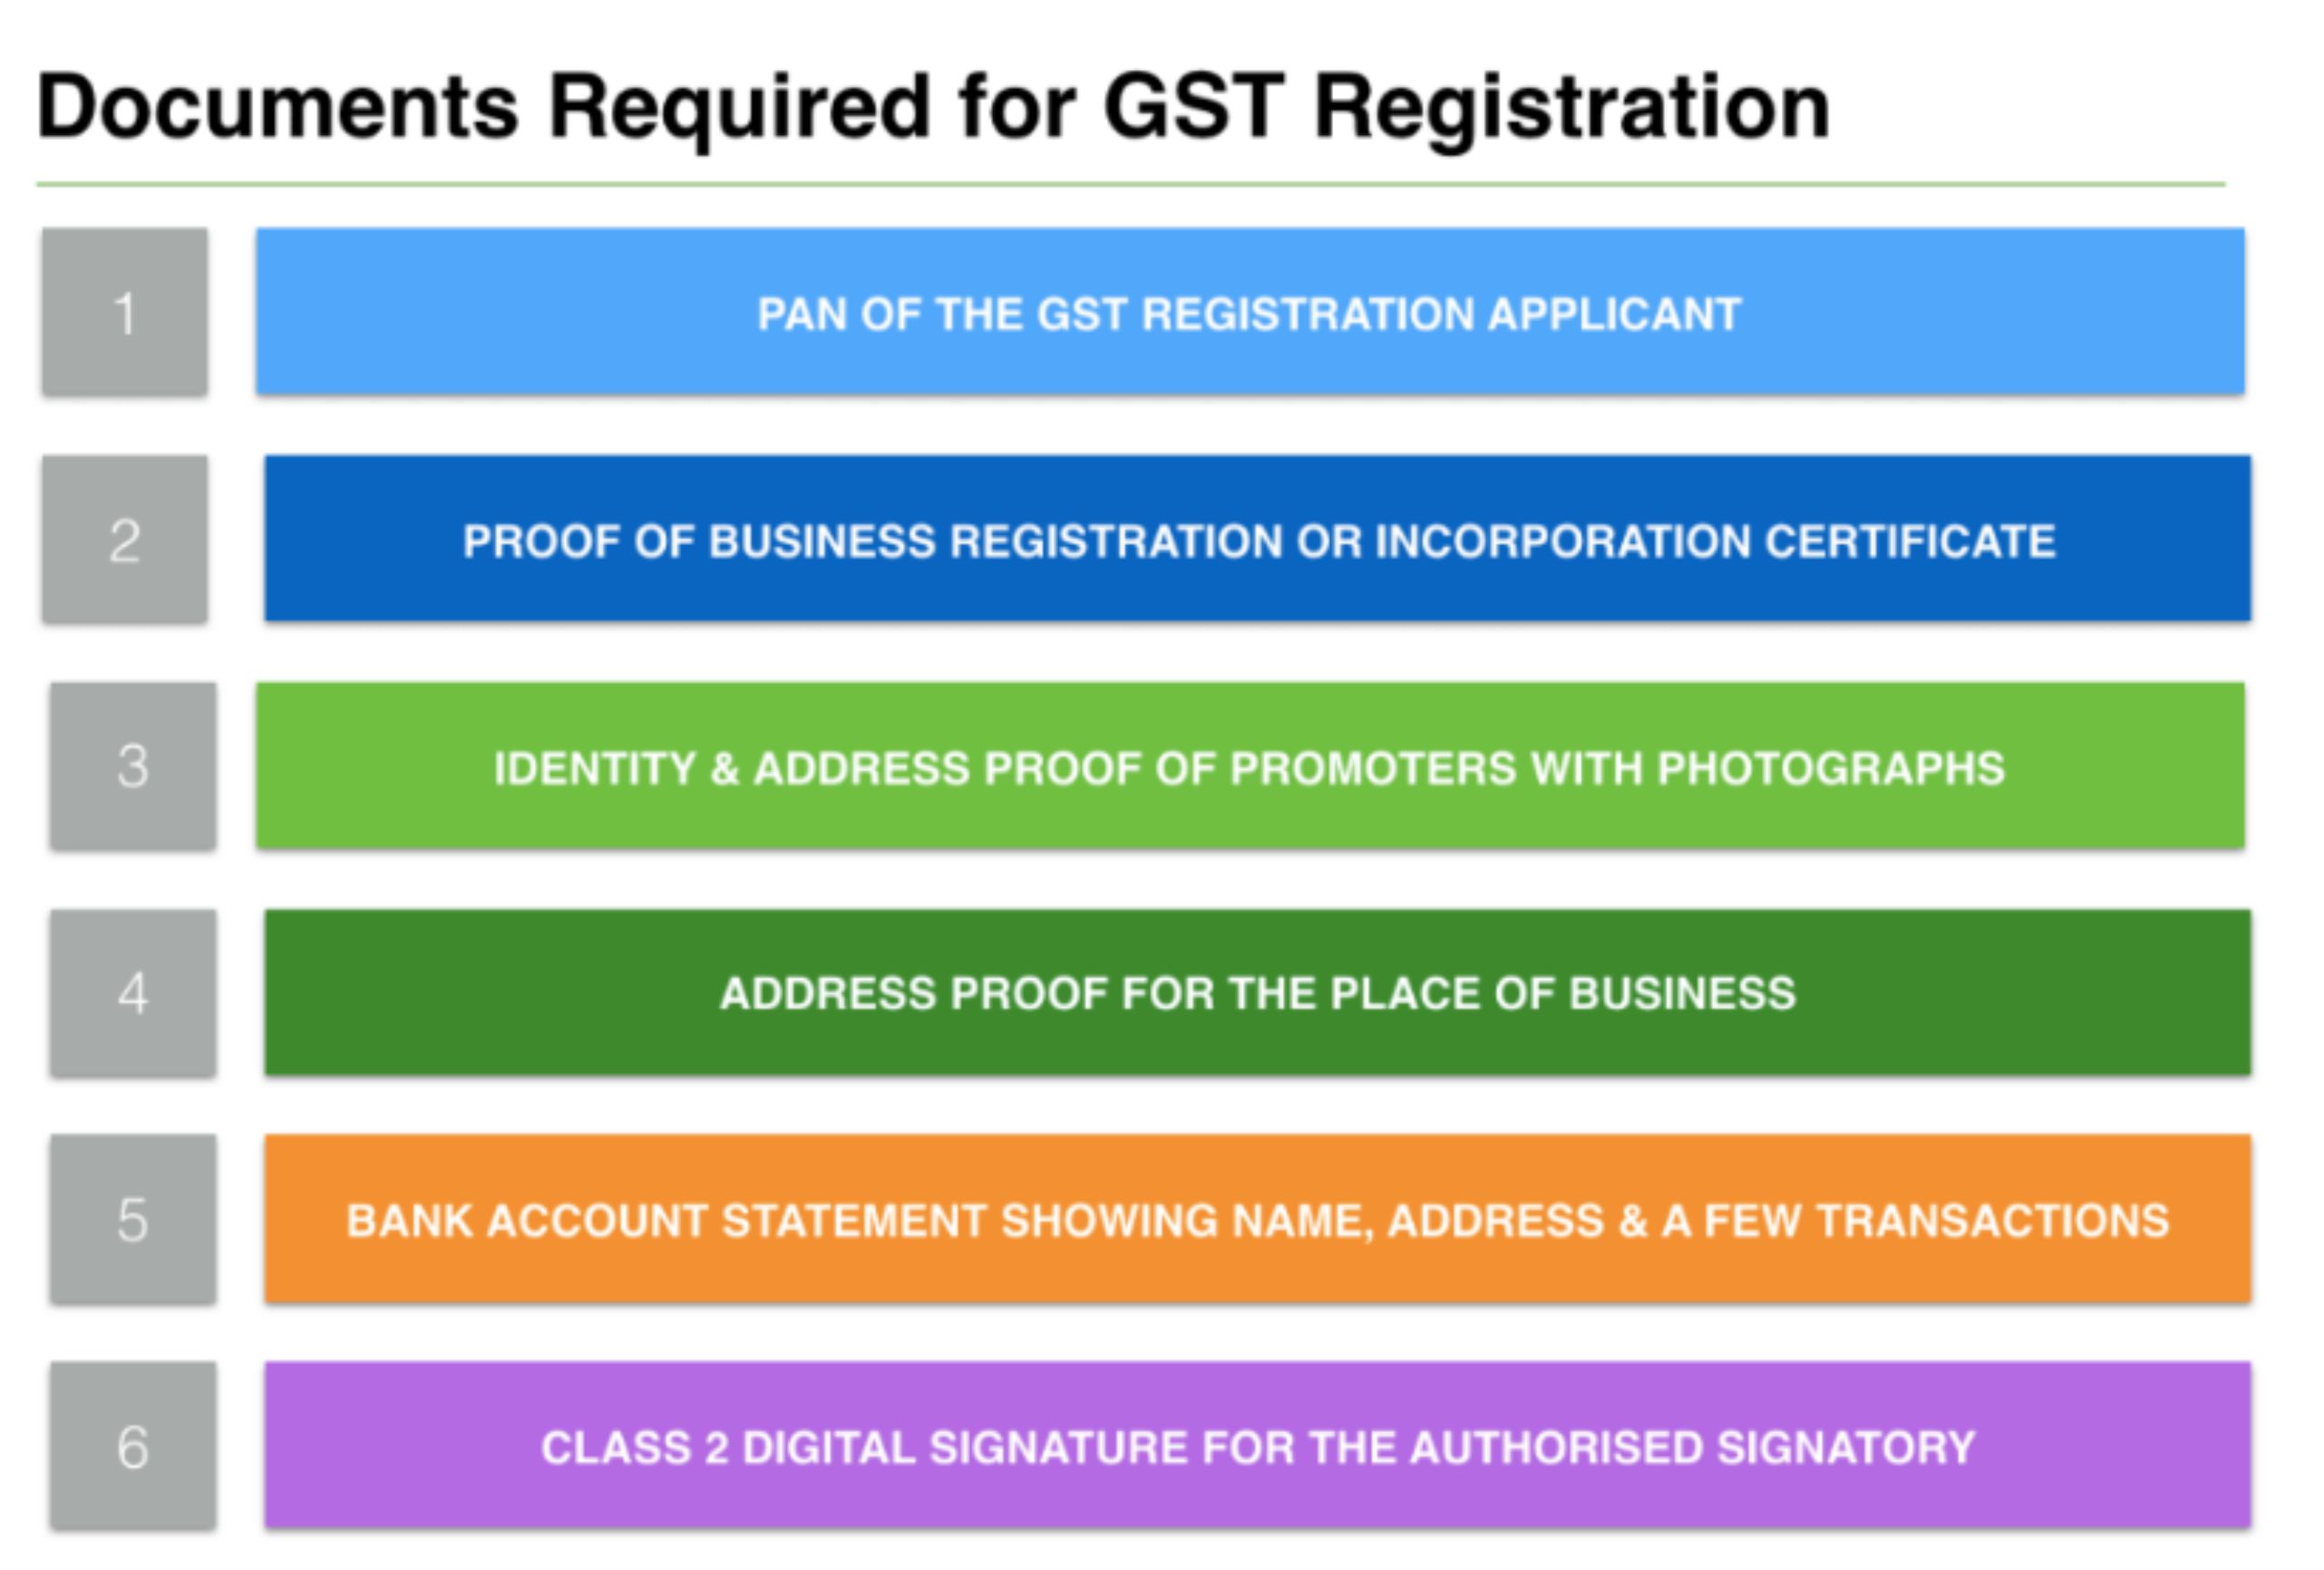 Documents Required for GST Registration
1
PAN OF THE GST REGISTRATION APPLICANT
2
PROOF OF BUSINESS REGISTRATION OR INCORPORATION CERTIFICATE
3
IDENTITY & ADDRESS PROOF OF PROMOTERS WITH PHOTOGRAPHS
4
ADDRESS PROOF FOR THE PLACE OF BUSINESS
5
BANK ACCOUNT STATEMENT SHOWING NAME, ADDRESS & A FEW TRANSACTIONS
6
CLASS 2 DIGITAL SIGNATURE FOR THE AUTHORISED SIGNATORY